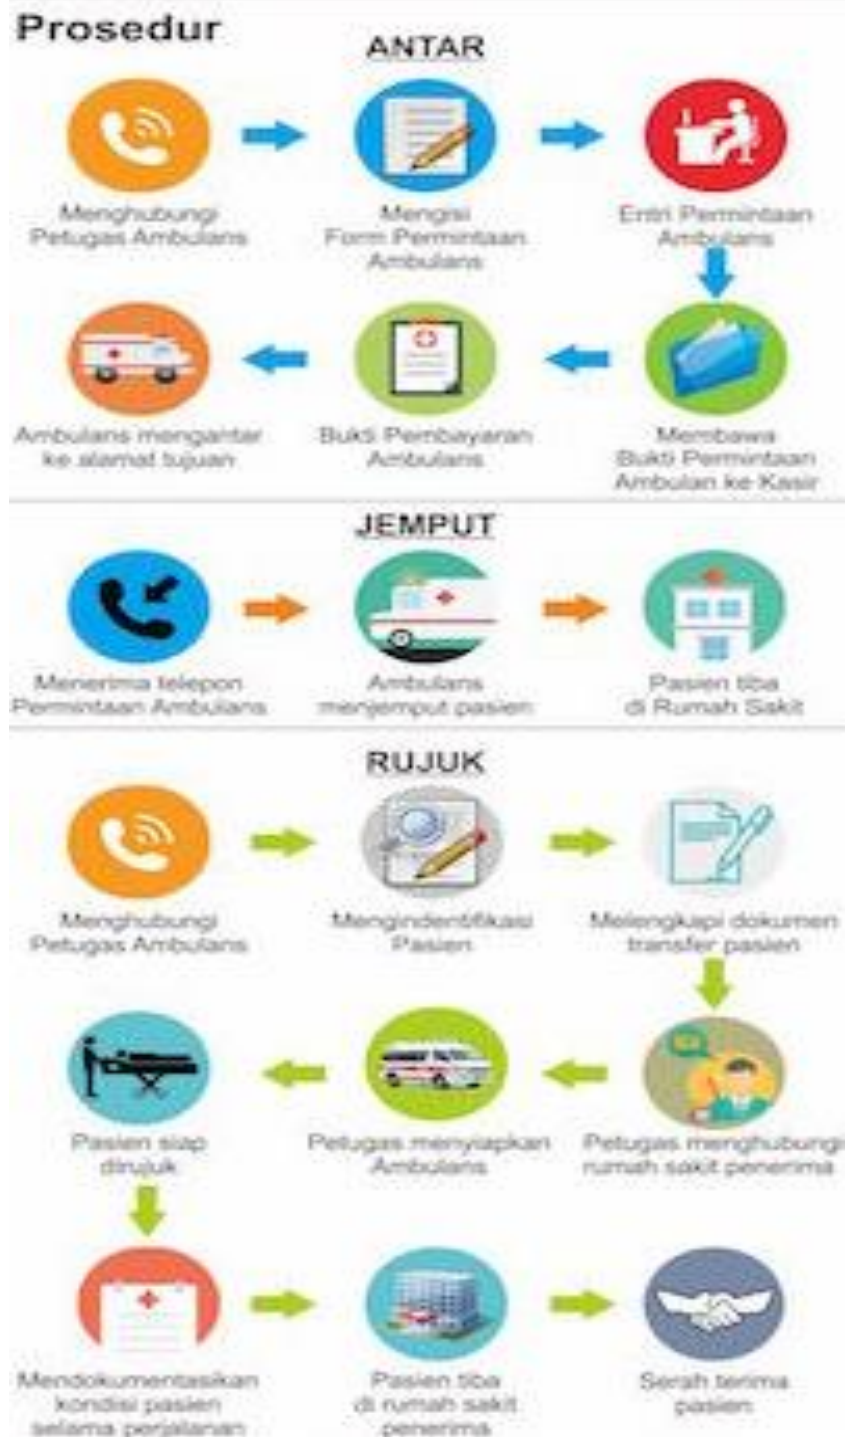 Prosedur
ANTAR
Menghubungi
Petugas Ambulans
Mengisi
Form Permintaan
Ambulans
Entri Permintaan
Ambulans
Ambulans mengantar
ke alamat tujuan
Bukti Pembayaran
Ambulans
Membawa
Bukti Permintaan
Ambulan ke Kasir
JEMPUT
Menerima telepon
Permintaan Ambulans
Ambulans
menjemput pasien
Pasien tiba
di Rumah Sakit
RUJUK
Menghubungi
Petugas Ambulans
Mengindentifikasi
Pasien
Melengkapi dokumen
transfer pasien
Pasien siap
dirujuk
Petugas menyiapkan
Ambulans
Petugas menghubungi
rumah sakit penerima
Mendokumentasikan
kondisi pasien
selama perjalanan
Pasien tiba
di rumah sakit
penerima
Serah terima
pasien